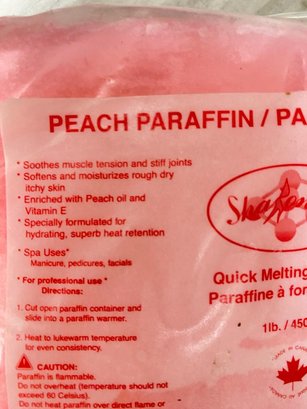 PEACH PARAFFIN / PA
* Soothes muscle tension and stiff joints
* Softens and moisturizes rough dry
itchy skin
* Enriched with Peach oil and
Vitamin E
* Specially formulated for
hydrating, superb heat retention
* Spa Uses*
Manicure, pedicures, facials
* For professional use *
Directions:
1. Cut open paraffin container and
slide into a paraffin warmer.
2. Heat to lukewarm temperature
for even consistency.
CAUTION:
Paraffin is flammable.
Do not overheat (temperature should not
exceed 60 Celsius).
Do not heat paraffin over direct flame or
Quick Melting
Paraffine à for
1lb. / 450
MADE IN CANA